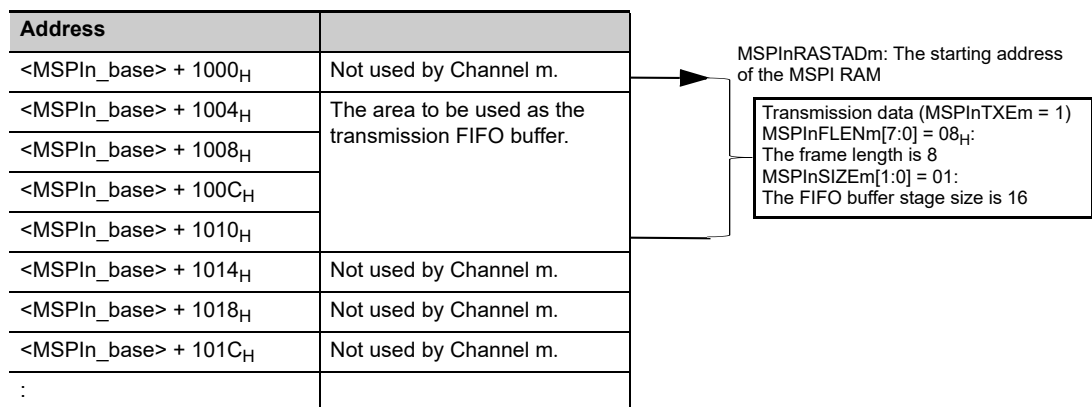 Address
<MSPIn_base> + 1000H
Not used by Channel m.
<MSPIn_base> + 1004H
The area to be used as the
transmission FIFO buffer.
<MSPIn_base> + 1008H
<MSPIn_base> + 100CH
<MSPIn_base> + 1010H
<MSPIn_base> + 1014H
Not used by Channel m.
<MSPIn_base> + 1018H
Not used by Channel m.
<MSPIn_base> + 101CH
Not used by Channel m.
:
MSPInRASTADm: The starting address
of the MSPI RAM
Transmission data (MSPInTXEm = 1)
MSPInFLENm[7:0] = 08H:
The frame length is 8
MSPInSIZEm[1:0] = 01:
The FIFO buffer stage size is 16